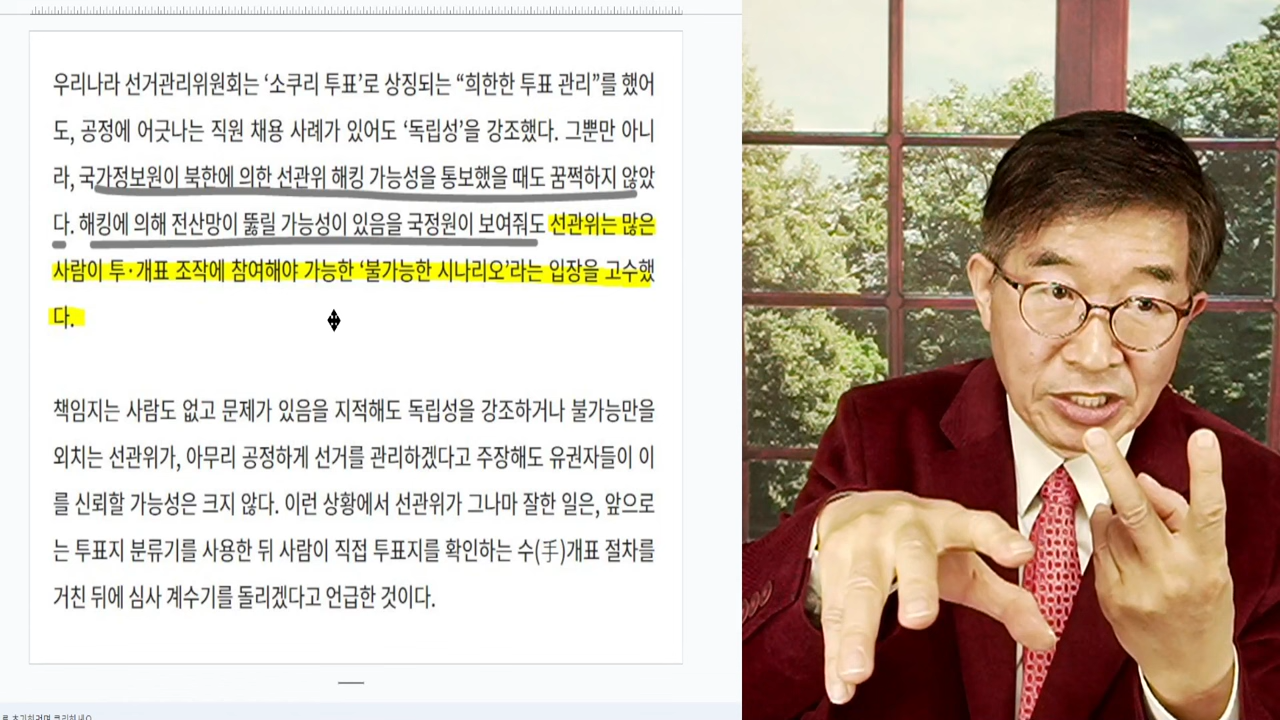 우리나라 선거관리위원회는 ‘소쿠리 투표’로 상징되는 “희한한 투표 관리”를 했어
도, 공정에 어긋나는 직원 채용 사례가 있어도 ‘독립성’을 강조했다. 그뿐만 아니
라, 국가정보원이 북한에 의한 선관위 해킹 가능성을 통보했을 때도 꿈쩍하지 않았
다. 해킹에 의해 전산망이 뚫릴 가능성이 있음을 국정원이 보여줘도 선관위는 많은
사람이 투·개표 조작에 참여해야 가능한 ‘불가능한 시나리오’라는 입장을 고수했
다.
책임지는 사람도 없고 문제가 있음을 지적해도 독립성을 강조하거나 불가능만을
외치는 선관위가, 아무리 공정하게 선거를 관리하겠다고 주장해도 유권자들이 이
를 신뢰할 가능성은 크지 않다. 이런 상황에서 선관위가 그나마 잘한 일은, 앞으로
는 투표지 분류기를 사용한 뒤 사람이 직접 투표지를 확인하는 수(手)개표 절차를
거친 뒤에 심사 계수기를 돌리겠다고 언급한 것이다.